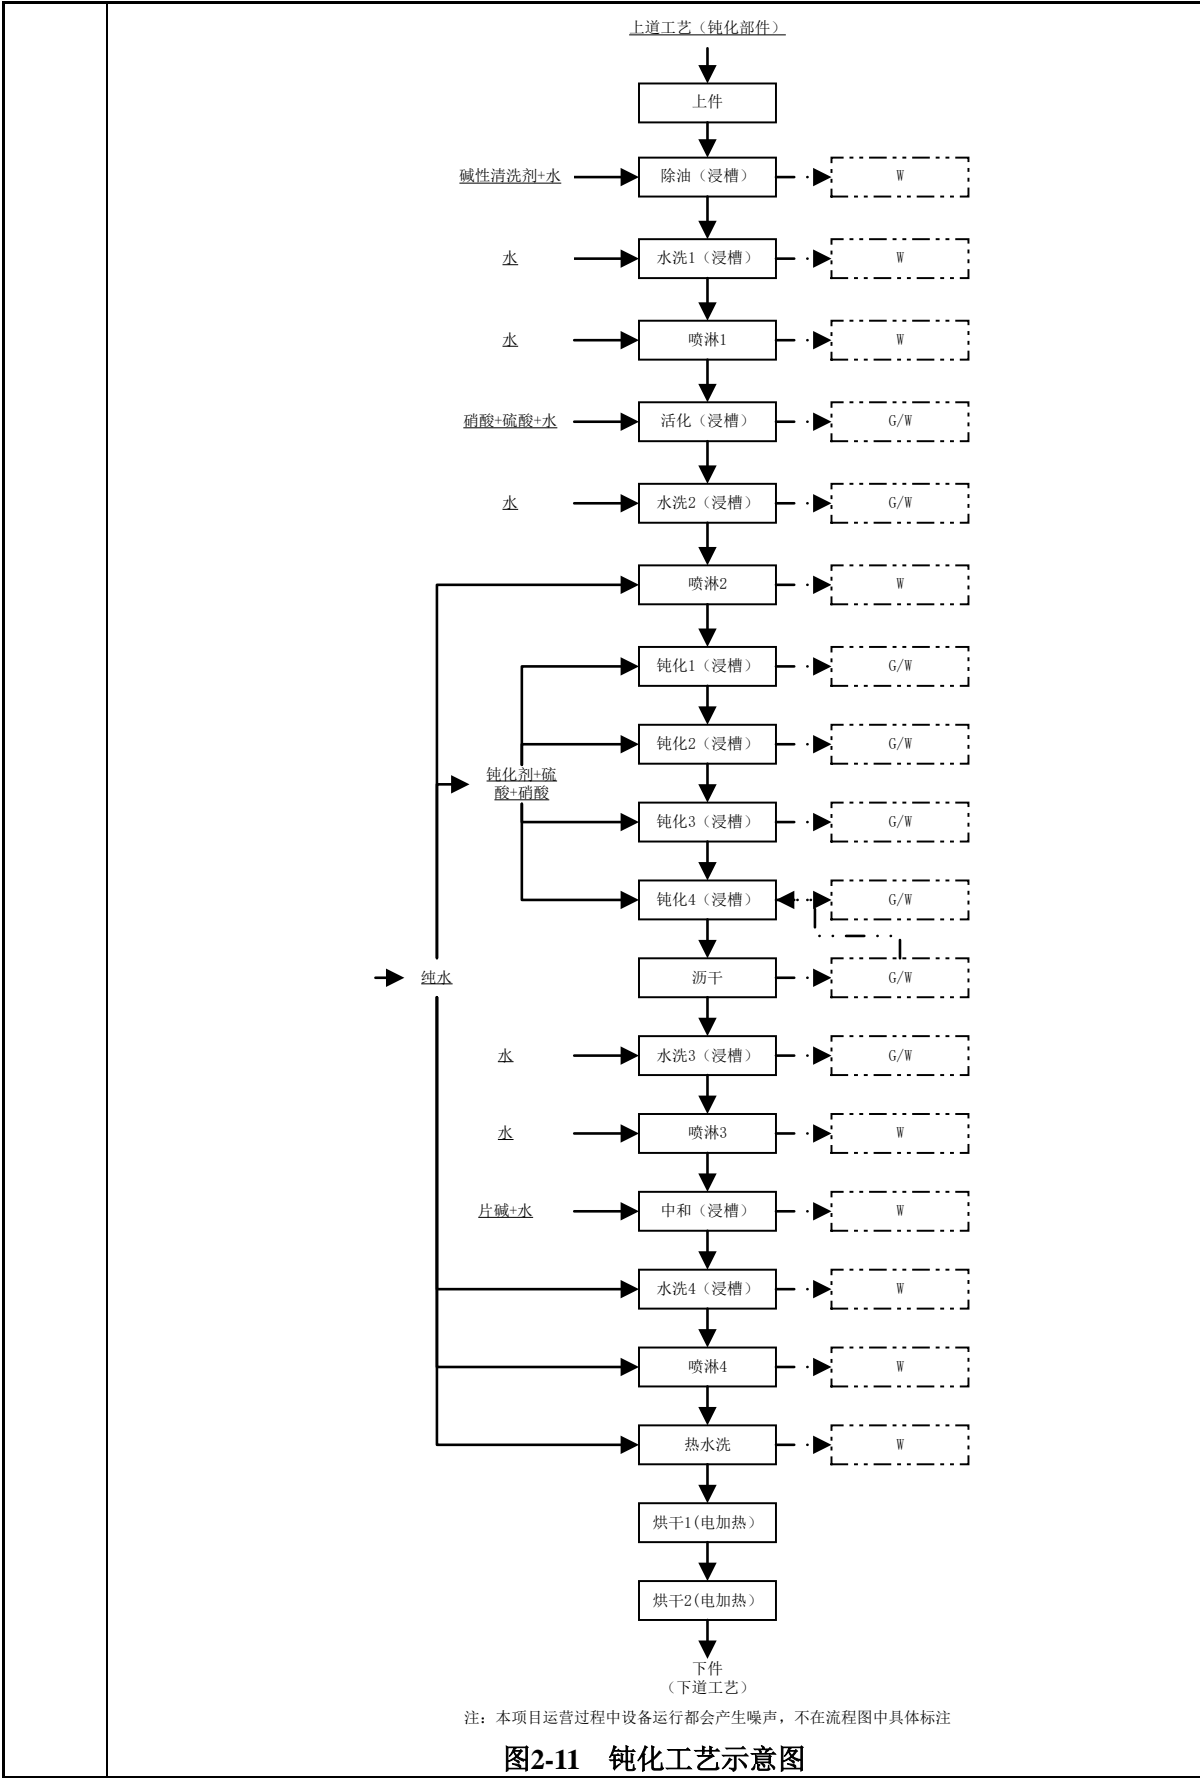 上道工艺（钝化部件）
上件
碱性清洗剂+水
除油（浸槽）
W
水
水洗1（浸槽）
W
水
喷淋1
W
硝酸+硫酸+水
活化（浸槽）
G/W
水
水洗2（浸槽）
G/W
喷淋2
W
钝化1（浸槽）
G/W
钝化2（浸槽）
G/W
钝化剂+硫
酸+硝酸
钝化3（浸槽）
G/W
钝化4（浸槽）
G/W
纯水
沥干
G/W
水
水洗3（浸槽）
G/W
水
喷淋3
W
片碱+水
中和（浸槽）
W
水洗4（浸槽）
W
喷淋4
W
热水洗
W
烘干1(电加热）
烘干2(电加热）
下件
（下道工艺）
注：本项目运营过程中设备运行都会产生噪声，不在流程图中具体标注
图2-11 钝化工艺示意图